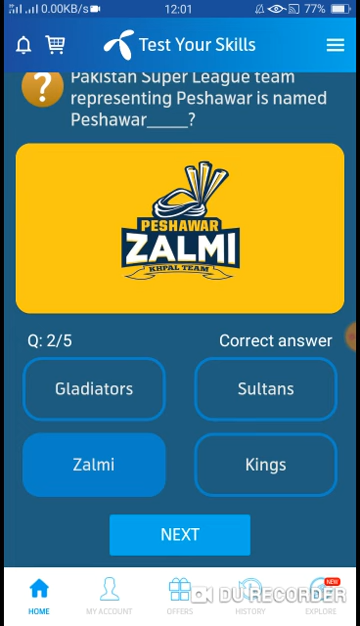 0.00KB/s
12:01
77%
Test Your Skills
?
Pakistan Super League team
representing Peshawar is named
Peshawar_____?
PESHAWAR
ZALMI
KHPAL TEAM
Q: 2/5
Correct answer
Gladiators
Sultans
Zalmi
Kings
NEXT
NEW
DU RECORDER
HOME
MY ACCOUNT
OFFERS
HISTORY
EXPLORE